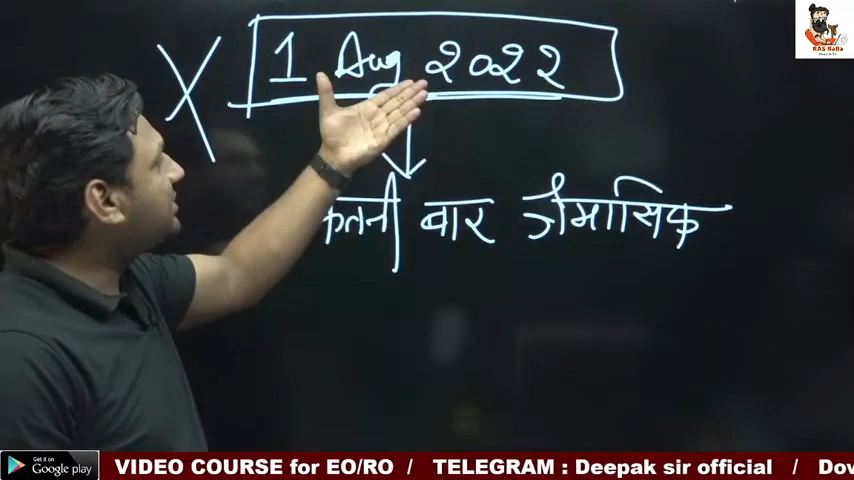 X 1 Aug 2022
कितनी बार त्रैमासिक
RAS BaBa
Get it on
Google play
VIDEO COURSE for EO/RO / TELEGRAM : Deepak sir official / Dow